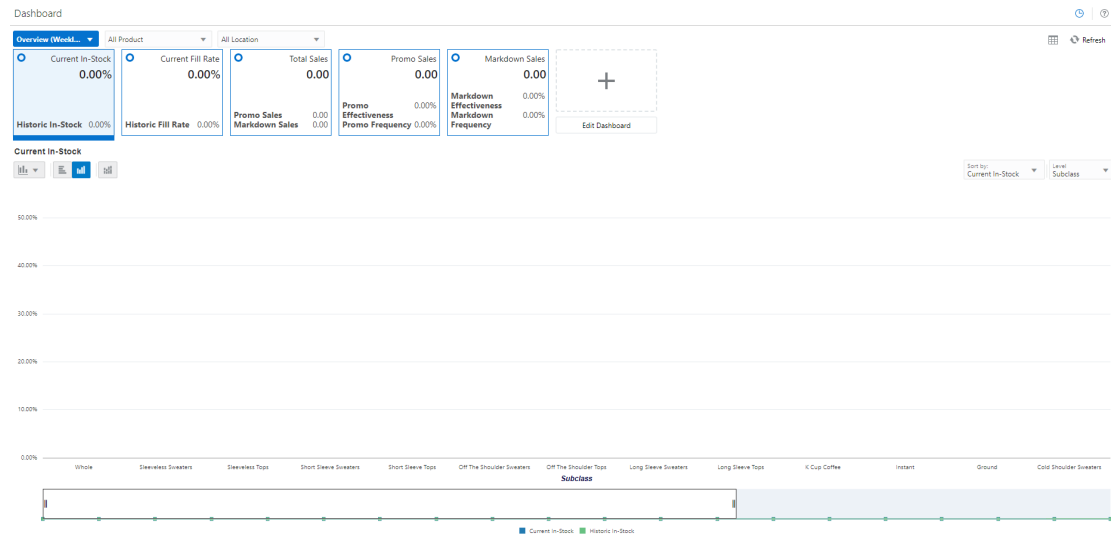 Dashboard
Overview (Weekl...
All Product
All Location
Refresh
Current In-Stock
0.00%
Historic In-Stock 0.00%
Current Fill Rate
0.00%
Historic Fill Rate 0.00%
Total Sales
0.00
Promo Sales 0.00
Markdown Sales 0.00
Promo Sales
0.00
Promo Effectiveness 0.00%
Promo Frequency 0.00%
Markdown Sales
0.00
Markdown Effectiveness 0.00%
Markdown Frequency 0.00%
Edit Dashboard
Current In-Stock
Sort by:
Current In-Stock
Level
Subclass
50.00%
40.00%
30.00%
20.00%
10.00%
0.00%
Whole Sleeveless Sweaters Sleeveless Tops Short Sleeve Sweaters Short Sleeve Tops Off The Shoulder Sweaters Off The Shoulder Tops Long Sleeve Sweaters Long Sleeve Tops K Cup Coffee Instant Ground Cold Shoulder Sweaters
Subclass
Current In-Stock Historic In-Stock